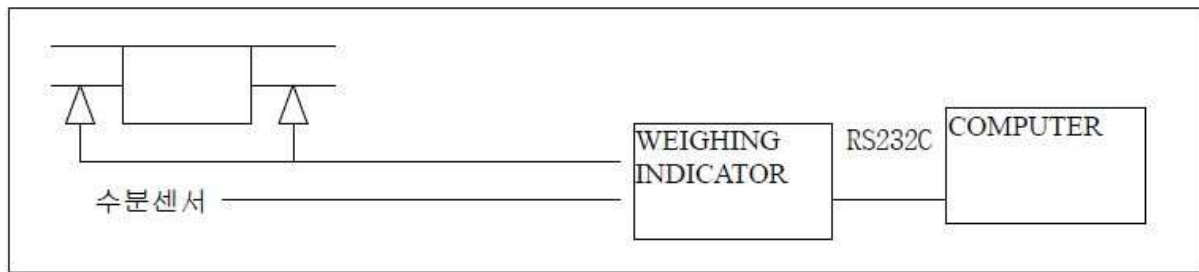 WEIGHING
INDICATOR
RS232C
COMPUTER
수분센서